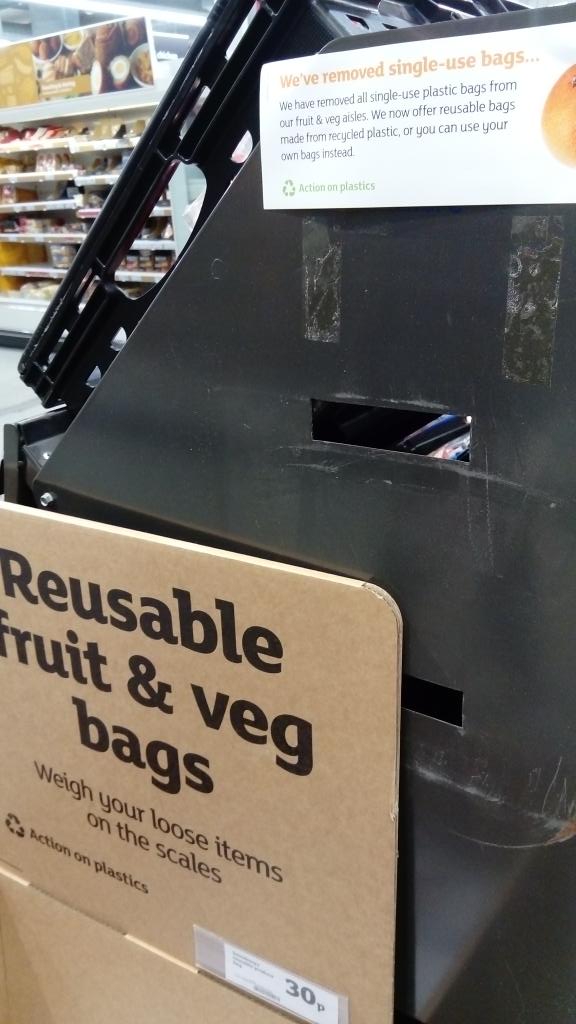 We've removed single-use bags...
We have removed all single-use plastic bags from
our fruit & veg aisles. We now offer reusable bags
made from recycled plastic, or you can use your
own bags instead.
Action on plastics
Reusable
fruit & veg
bags
Weigh your loose items
on the scales
Action on plastics
30p